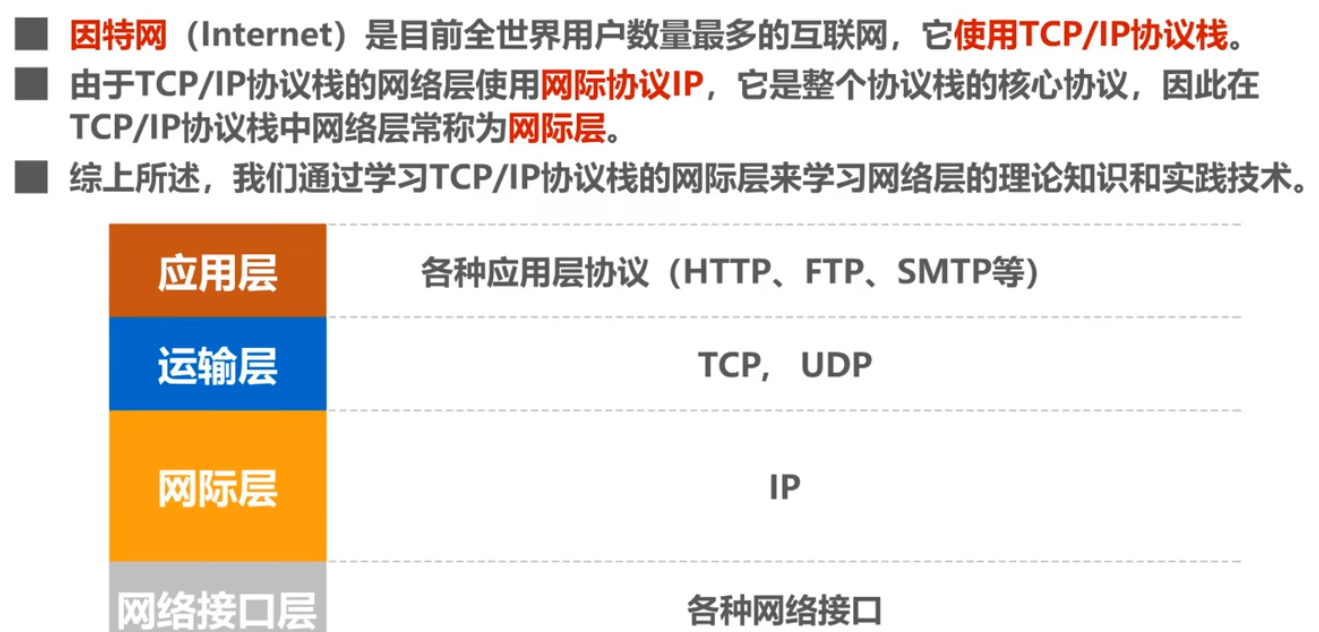 因特网（Internet）是目前全世界用户数量最多的互联网，它使用TCP/IP协议栈。
由于TCP/IP协议栈的网络层使用网际协议IP，它是整个协议栈的核心协议，因此在
TCP/IP协议栈中网络层常称为网际层。
综上所述，我们通过学习TCP/IP协议栈的网际层来学习网络层的理论知识和实践技术。
应用层 各种应用层协议（HTTP、FTP、SMTP等）
运输层 TCP， UDP
网际层 IP
网络接口层 各种网络接口